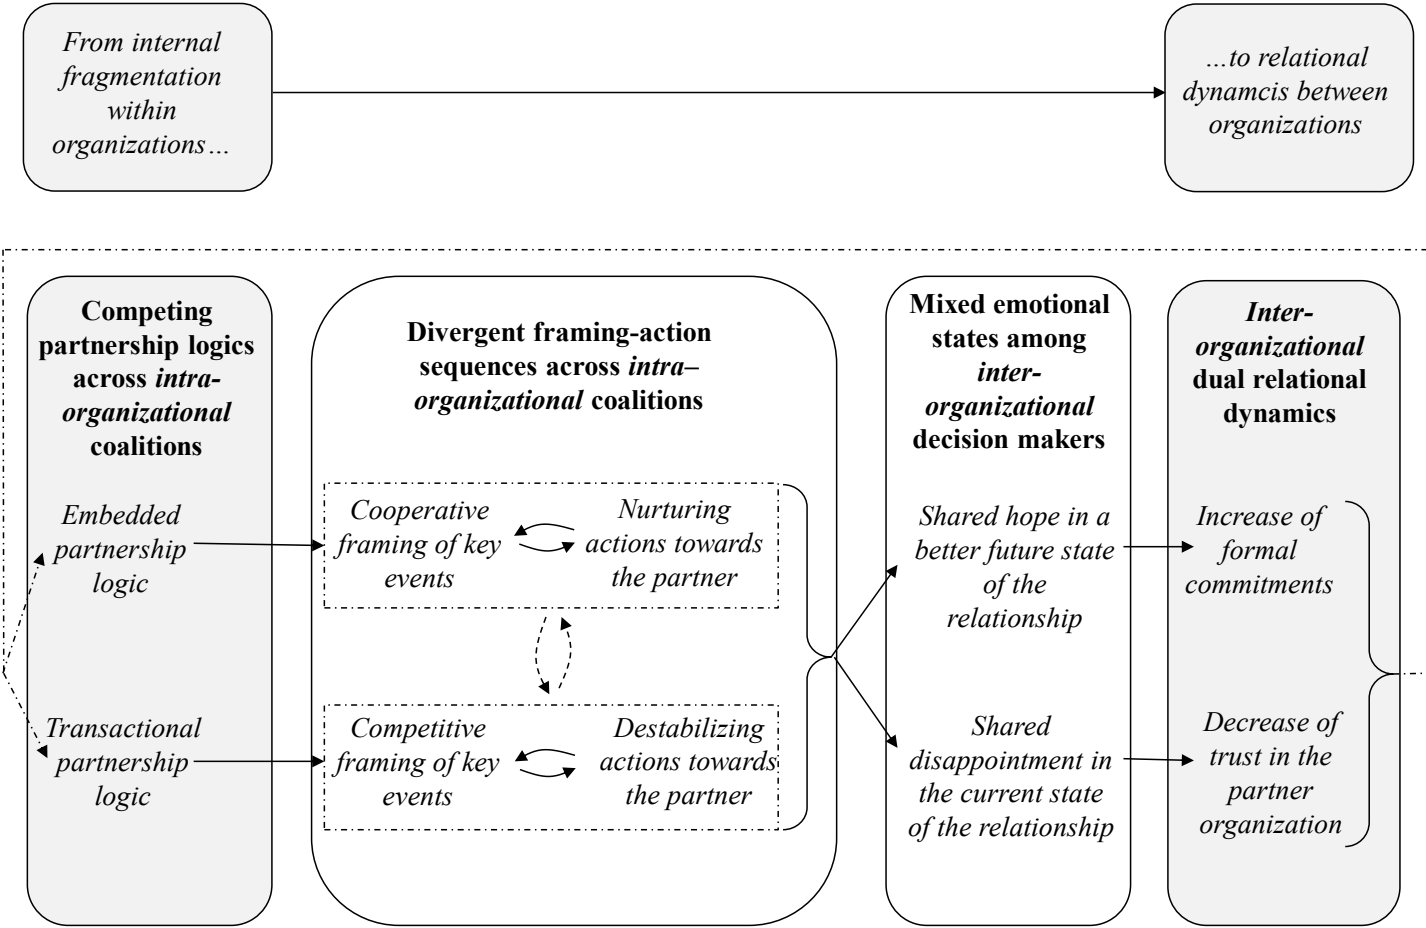 From internal
fragmentation
within
organizations…
…to relational
dynamcis between
organizations
Competing
partnership logics
across intra-
organizational
coalitions
Embedded
partnership
logic
Transactional
partnership
logic
Divergent framing-action
sequences across intra–
organizational coalitions
Cooperative
framing of key
events
Nurturing
actions towards
the partner
Competitive
framing of key
events
Destabilizing
actions towards
the partner
Mixed emotional
states among
inter-
organizational
decision makers
Shared hope in a
better future state
of the
relationship
Shared
disappointment in
the current state
of the relationship
Inter-
organizational
dual relational
dynamics
Increase of
formal
commitments
Decrease of
trust in the
partner
organization